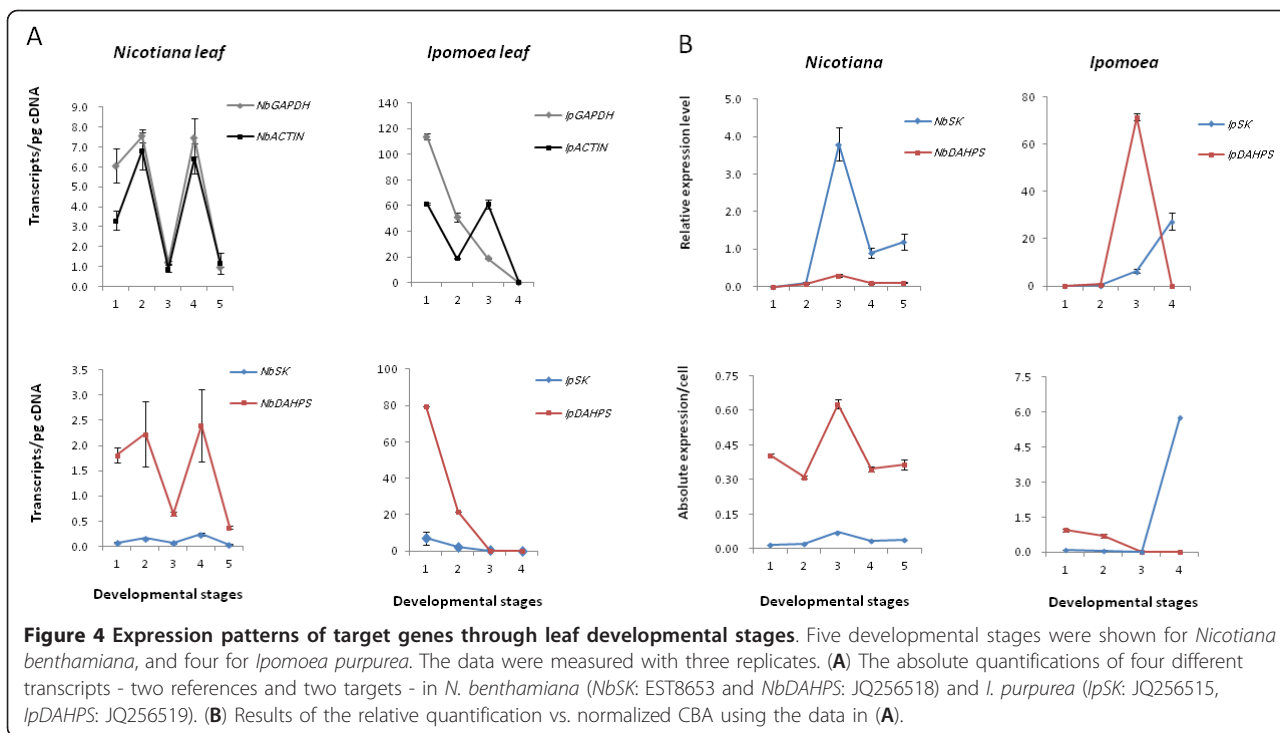 A
Nicotiana leaf
Ipomoea leaf
Transcripts/pg cDNA
9.0
8.0
7.0
6.0
5.0
4.0
3.0
2.0
1.0
0.0
1 2 3 4 5
NbGAPDH
NbACTIN
140
120
100
80
60
40
20
0
1 2 3 4
IpGAPDH
IpACTIN
Transcripts/pg cDNA
3.5
3.0
2.5
2.0
1.5
1.0
0.5
0.0
1 2 3 4 5
Developmental stages
NbSK
NbDAHPS
100
80
60
40
20
0
1 2 3 4
Developmental stages
IpSK
IpDAHPS
B
Nicotiana
Ipomoea
Relative expression level
5.0
4.0
3.0
2.0
1.0
0.0
1 2 3 4 5
NbSK
NbDAHPS
80
60
40
20
0
1 2 3 4
IpSK
IpDAHPS
Absolute expression/cell
0.75
0.60
0.45
0.30
0.15
0.00
1 2 3 4 5
Developmental stages
7.5
6.0
4.5
3.0
1.5
0.0
1 2 3 4
Developmental stages
Figure 4 Expression patterns of target genes through leaf developmental stages. Five developmental stages were shown for Nicotiana
benthamiana, and four for Ipomoea purpurea. The data were measured with three replicates. (A) The absolute quantifications of four different
transcripts - two references and two targets - in N. benthamiana (NbSK: EST8653 and NbDAHPS: JQ256518) and I. purpurea (IpSK: JQ256515,
IpDAHPS: JQ256519). (B) Results of the relative quantification vs. normalized CBA using the data in (A).